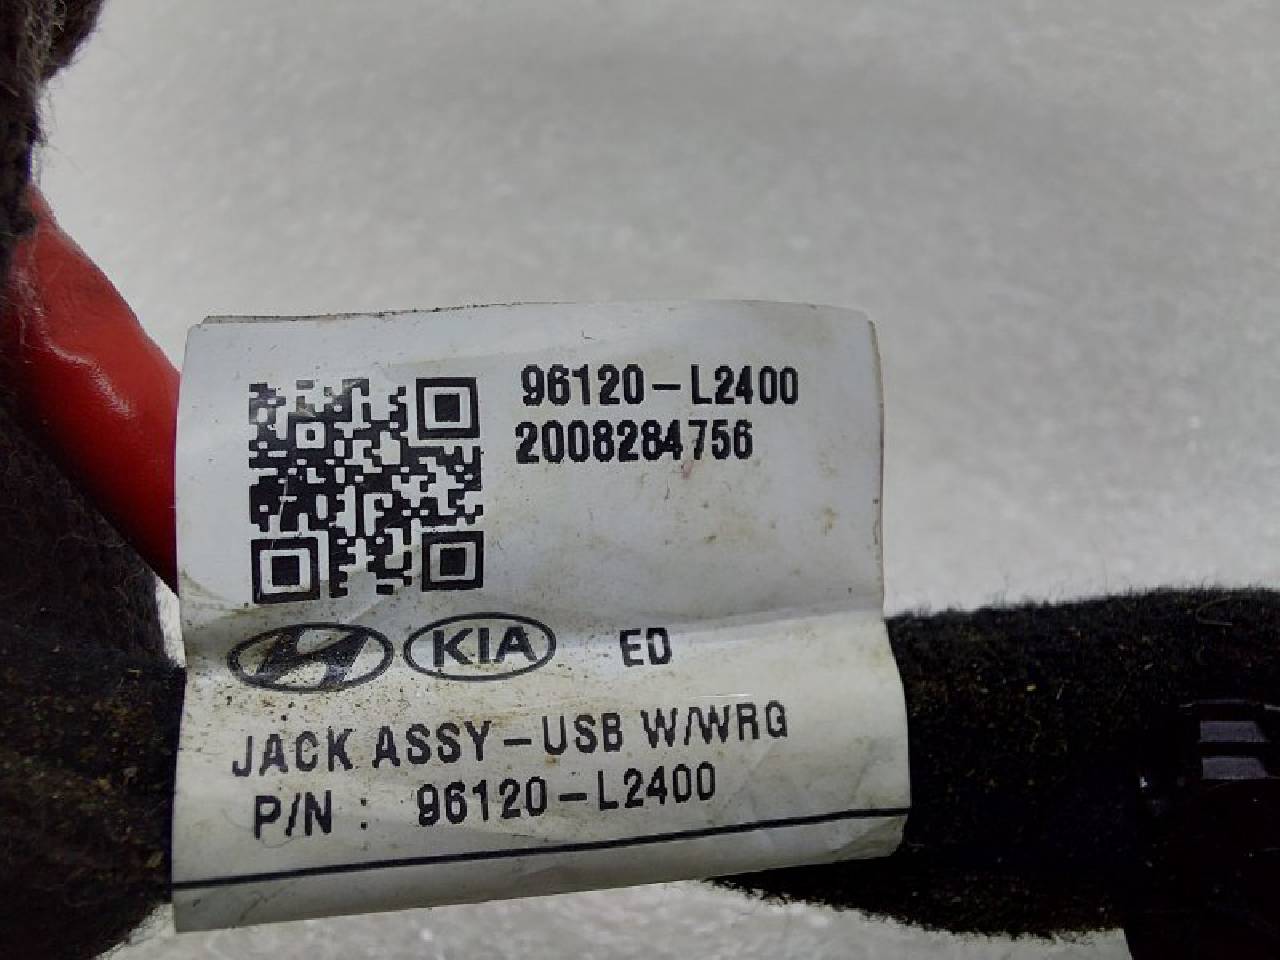 96120-L2400
2008284756
KIA ED
JACK ASSY-USB W/WRG
P/N : 96120-L2400